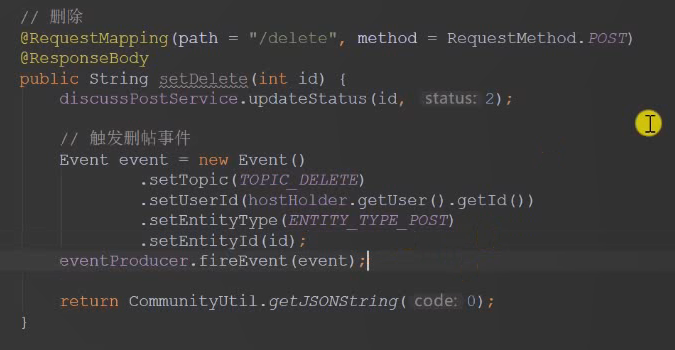 // 删除
@RequestMapping(path = "/delete", method = RequestMethod.POST)
@ResponseBody
public String setDelete(int id) {
discussPostService.updateStatus(id, status: 2);
// 触发删帖事件
Event event = new Event()
.setTopic(TOPIC_DELETE)
.setUserId(hostHolder.getUser().getId())
.setEntityType(ENTITY_TYPE_POST)
.setEntityId(id);
eventProducer.fireEvent(event);
return CommunityUtil.getJSONString( code: 0);
}